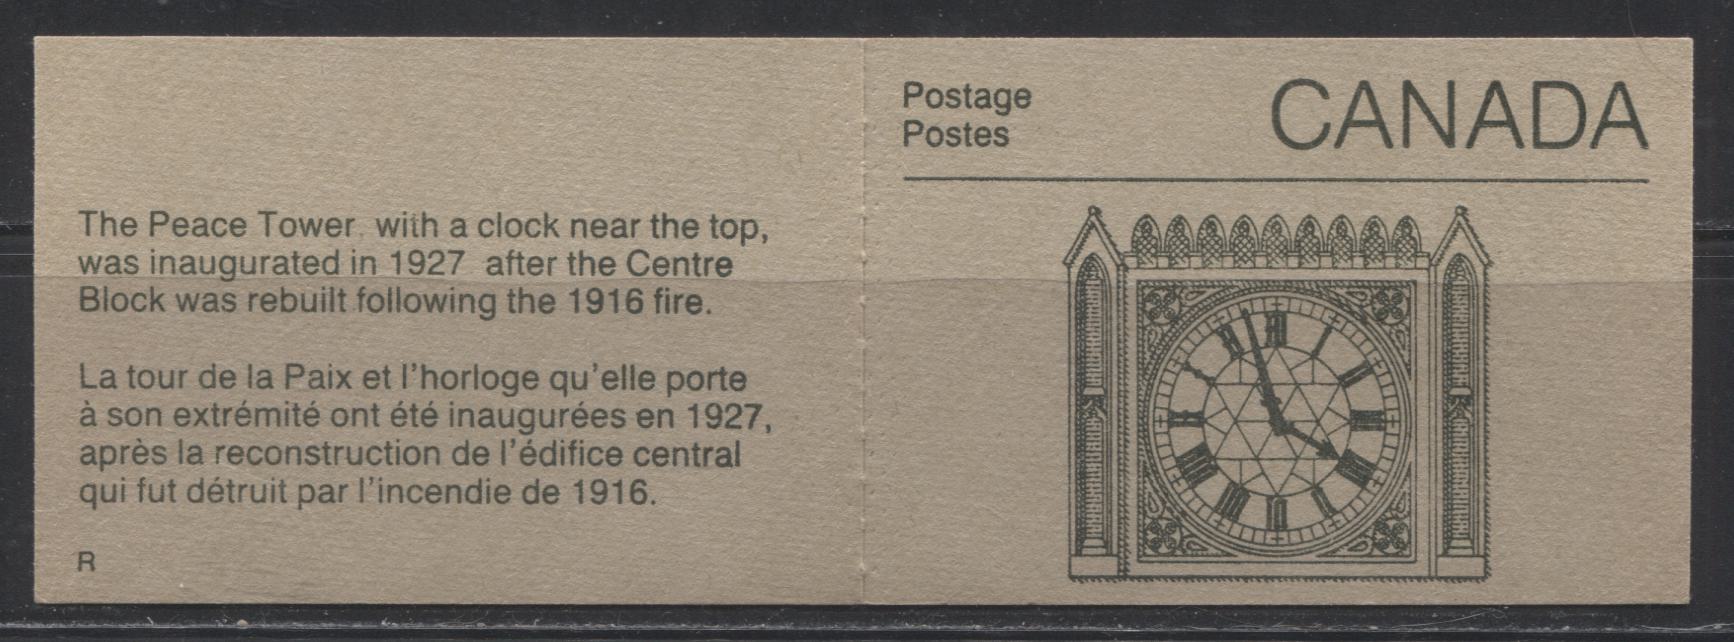 The Peace Tower with a clock near the top,
was inaugurated in 1927 after the Centre
Block was rebuilt following the 1916 fire.
La tour de la Paix et l'horloge qu'elle porte
à son extrémité ont été inaugurées en 1927,
après la reconstruction de l'édifice central
qui fut détruit par l'incendie de 1916.
R
Postage
Postes
CANADA